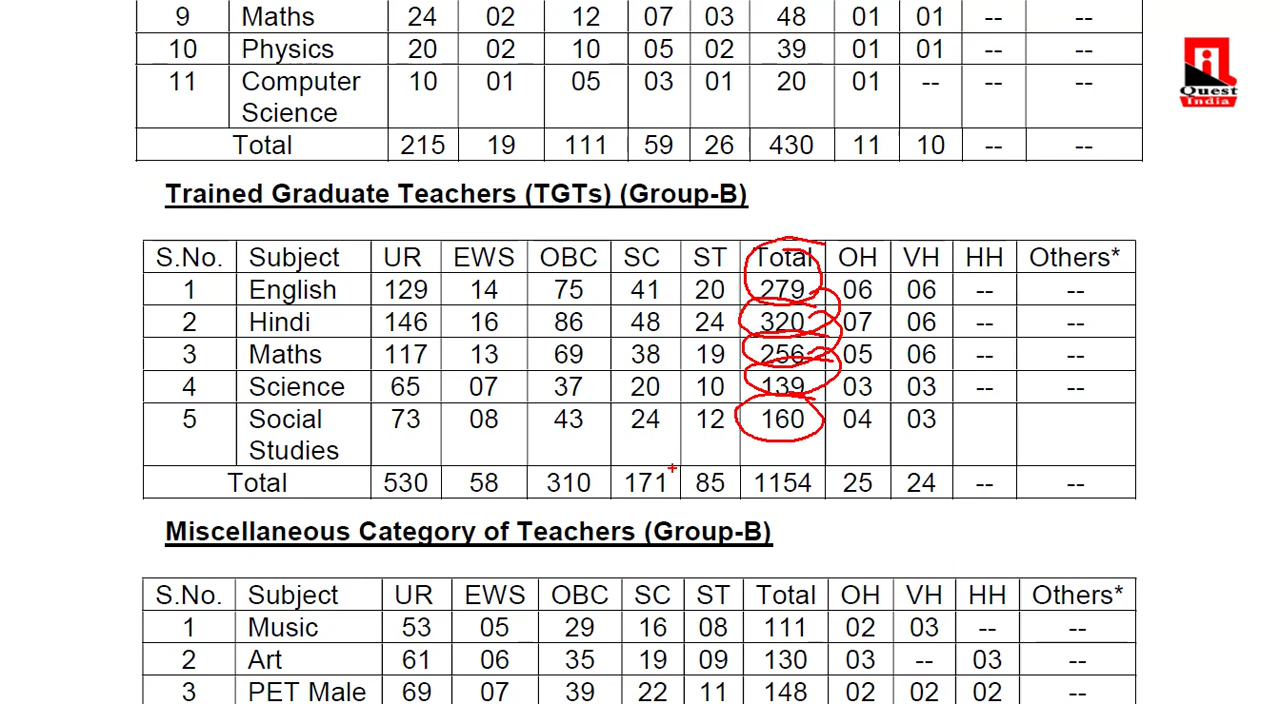 9 Maths 24 02 12 07 03 48 01 01 -- --
10 Physics 20 02 10 05 02 39 01 01 -- --
11 Computer 10 01 05 03 01 20 01 -- -- --
Science
Total 215 19 111 59 26 430 11 10 -- --
Quest
India
Trained Graduate Teachers (TGTs) (Group-B)
S.No. Subject UR EWS OBC SC ST Total OH VH HH Others*
1 English 129 14 75 41 20 279 06 06 -- --
2 Hindi 146 16 86 48 24 320 07 06 -- --
3 Maths 117 13 69 38 19 256 05 06 -- --
4 Science 65 07 37 20 10 139 03 03 -- --
5 Social 73 08 43 24 12 160 04 03
Studies
Total 530 58 310 171 85 1154 25 24 -- --
Miscellaneous Category of Teachers (Group-B)
S.No. Subject UR EWS OBC SC ST Total OH VH HH Others*
1 Music 53 05 29 16 08 111 02 03 -- --
2 Art 61 06 35 19 09 130 03 -- 03 --
3 PET Male 69 07 39 22 11 148 02 02 02 --